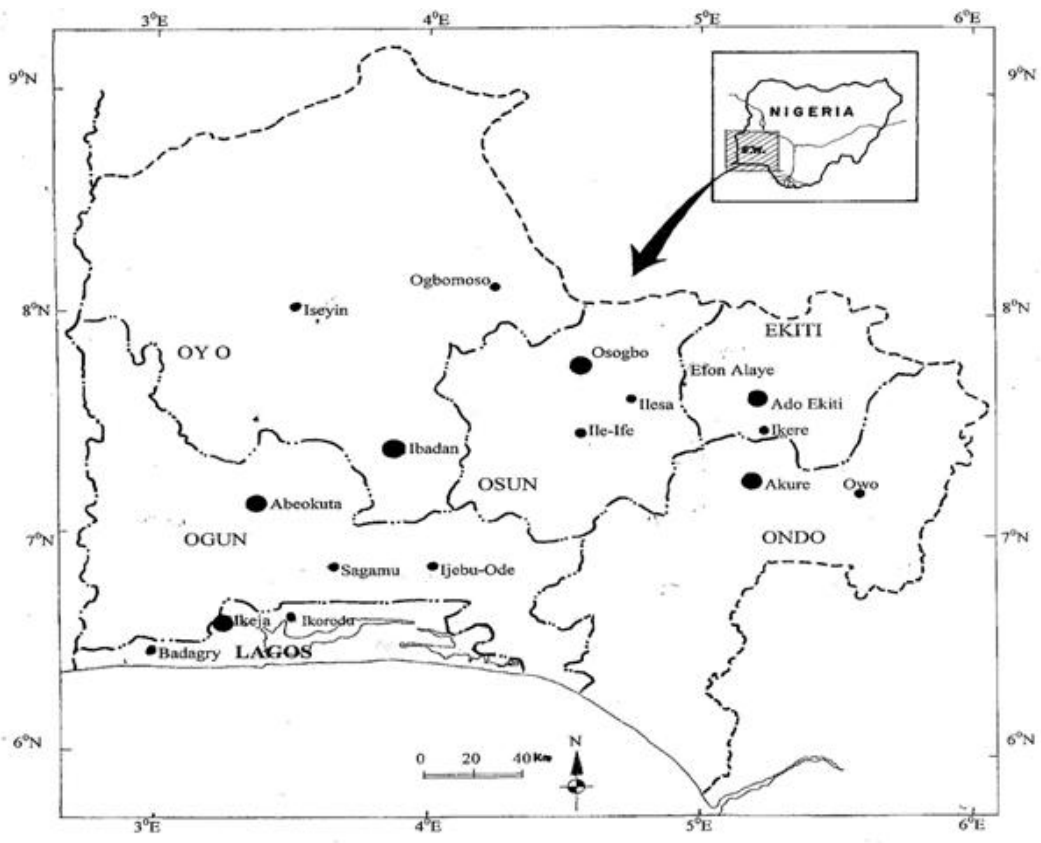 3°E 4°E 5°E 6°E
9°N 9°N
NIGERIA
S.W.
Ogbomoso
Iseyin
8°N 8°N
EKITI
OYO
Osogbo
Efon Alaye
Ilesa
Ado Ekiti
Ile-Ife
Ikere
Ibadan
OSUN
Akure
Owo
Abeokuta
7°N 7°N
OGUN
ONDO
Sagamu
Ijebu-Ode
Ikeja
Ikorodu
Badagry
LAGOS
6°N 6°N
N
0 20 40 Km
3°E 4°E 5°E 6°E